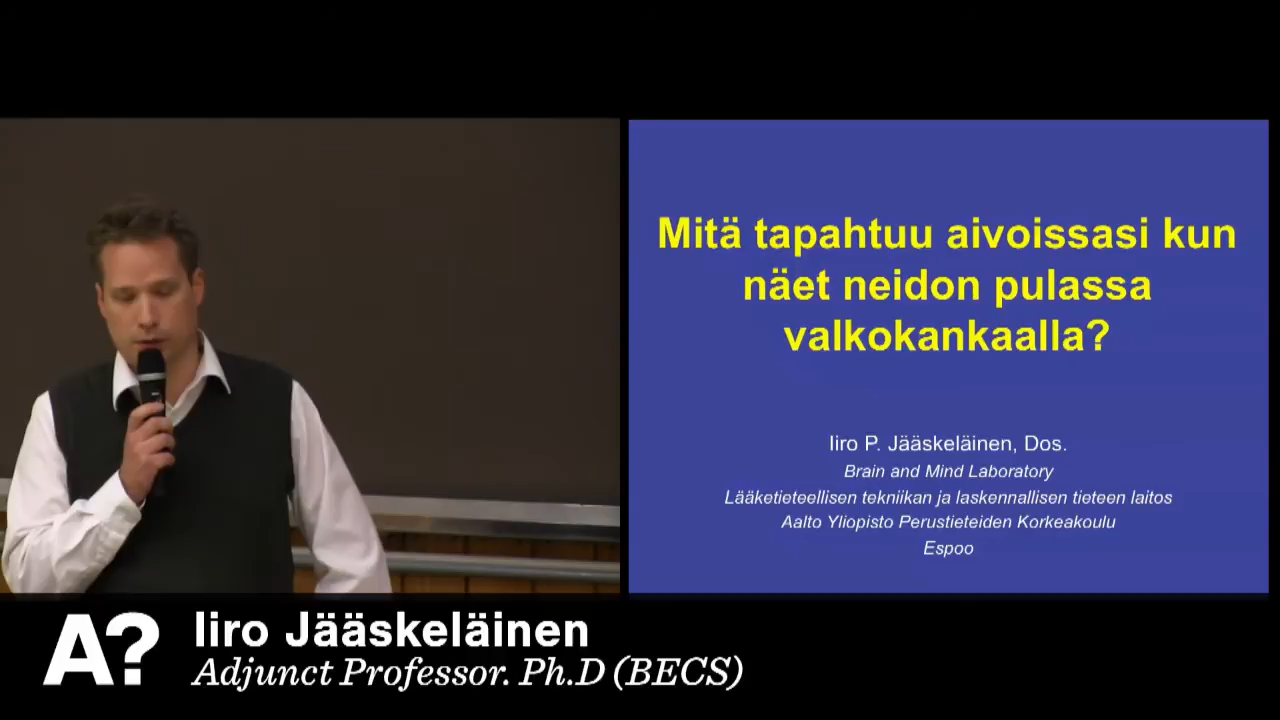 Mitä tapahtuu aivoissasi kun
näet neidon pulassa
valkokankaalla?
Iiro P. Jääskeläinen, Dos.
Brain and Mind Laboratory
Lääketieteellisen tekniikan ja laskennallisen tieteen laitos
Aalto Yliopisto Perustieteiden Korkeakoulu
Espoo
A?
Iiro Jääskeläinen
Adjunct Professor. Ph.D (BECS)